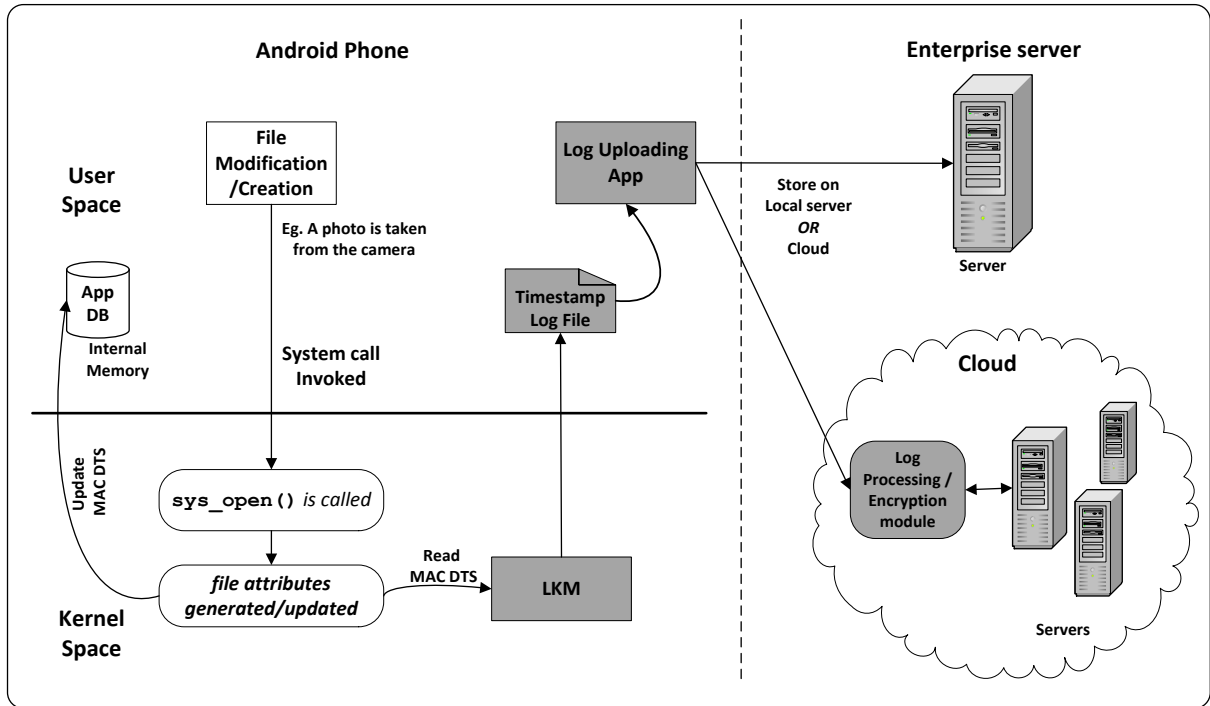 Android Phone
Enterprise server
User
Space
File
Modification
/Creation
Eg. A photo is taken
from the camera
Log Uploading
App
Store on
Local server
OR
Cloud
Server
App
DB
Internal
Memory
Timestamp
Log File
System call
Invoked
Cloud
Update
MAC DTS
sys_open() is called
Read
MAC DTS
LKM
file attributes
generated/updated
Kernel
Space
Log
Processing /
Encryption
module
Servers